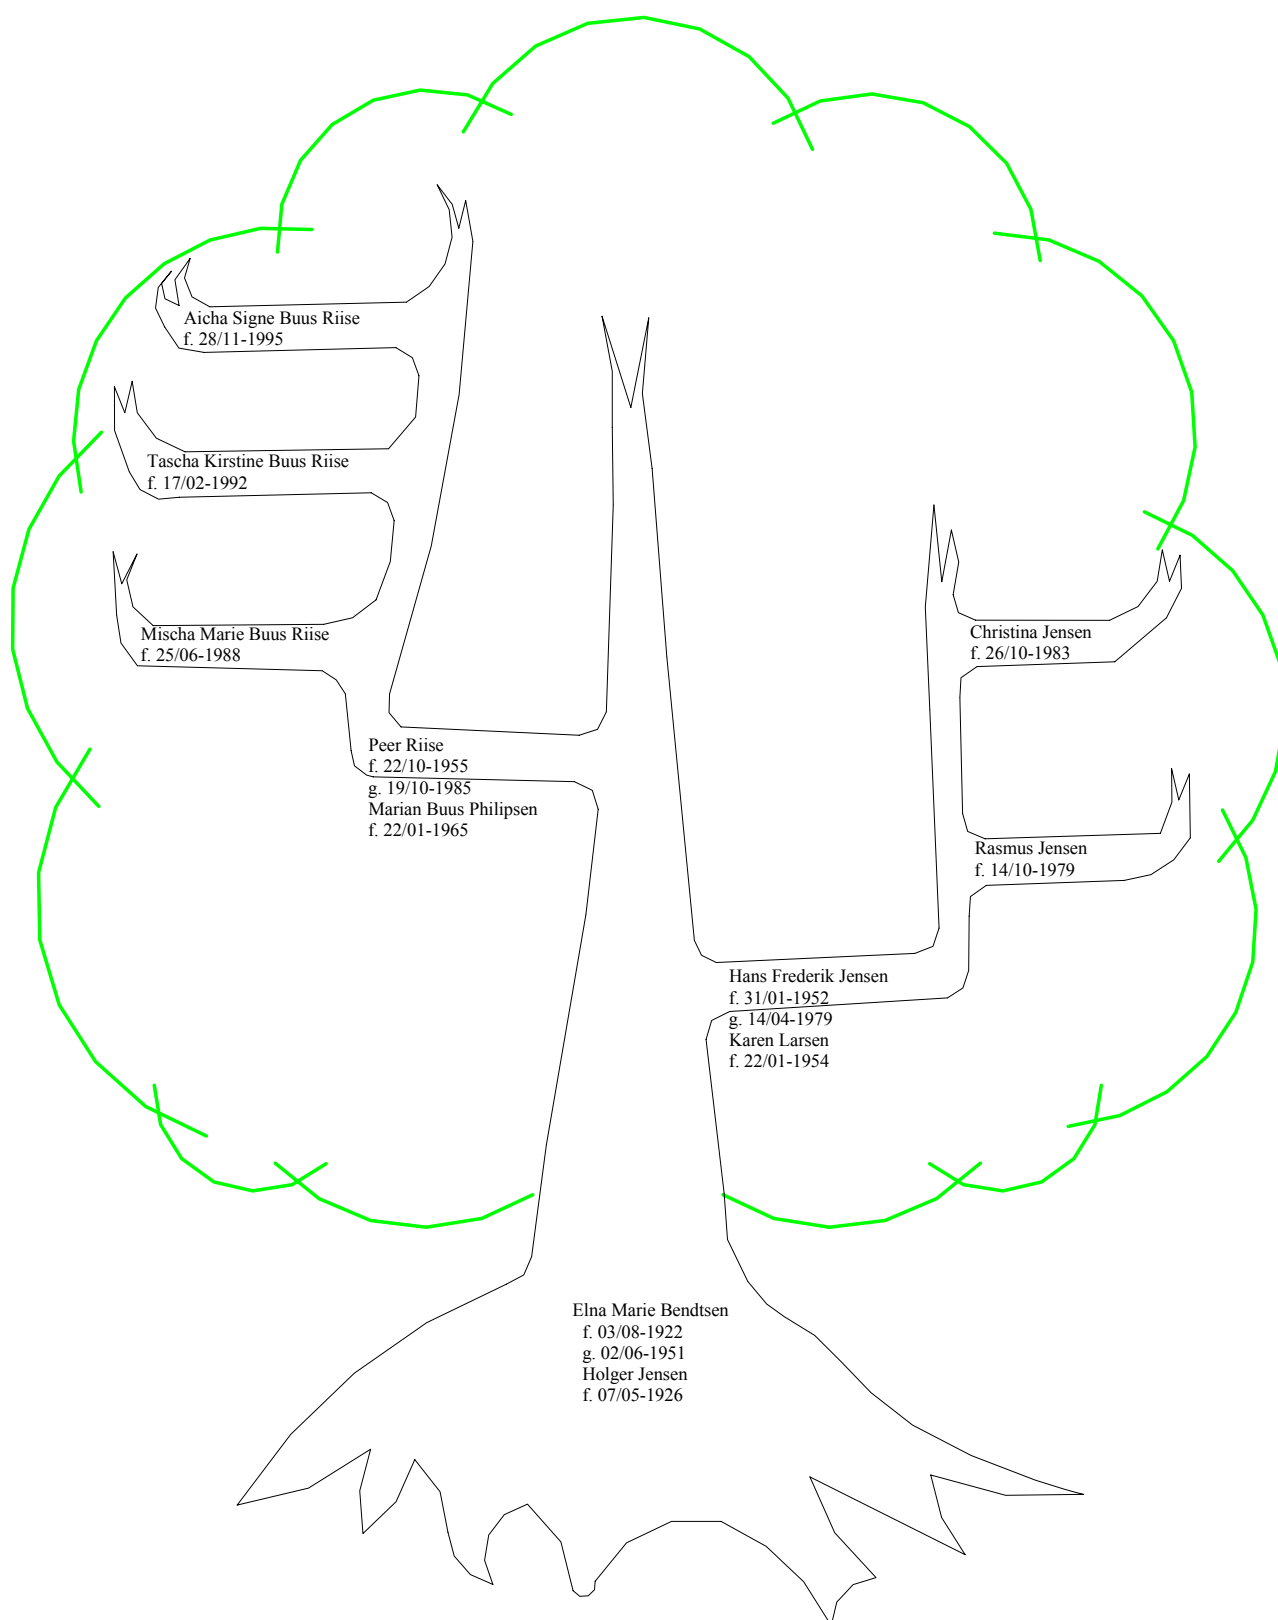 Aicha Signe Buus Riise
f. 28/11-1995
Tascha Kirstine Buus Riise
f. 17/02-1992
Mischa Marie Buus Riise
f. 25/06-1988
Christina Jensen
f. 26/10-1983
Peer Riise
f. 22/10-1955
g. 19/10-1985
Marian Buus Philipsen
f. 22/01-1965
Rasmus Jensen
f. 14/10-1979
Hans Frederik Jensen
f. 31/01-1952
g. 14/04-1979
Karen Larsen
f. 22/01-1954
Elna Marie Bendtsen
f. 03/08-1922
g. 02/06-1951
Holger Jensen
f. 07/05-1926